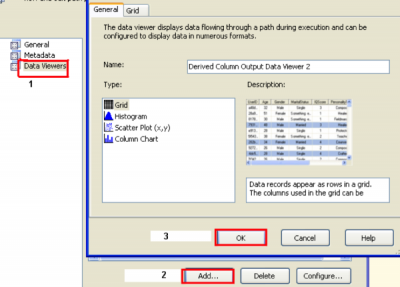 General
Metadata
Data Viewers
1
General
Grid
The data viewer displays data flowing through a path during execution and can be
configured to display data in numerous formats.
Name:
Derived Column Output Data Viewer 2
Type:
Description:
Grid
Histogram
Scatter Plot (x,y)
Column Chart
Data records appear as rows in a grid.
The columns used in the grid can be
3
OK
Cancel
Help
2
Add...
Delete
Configure...